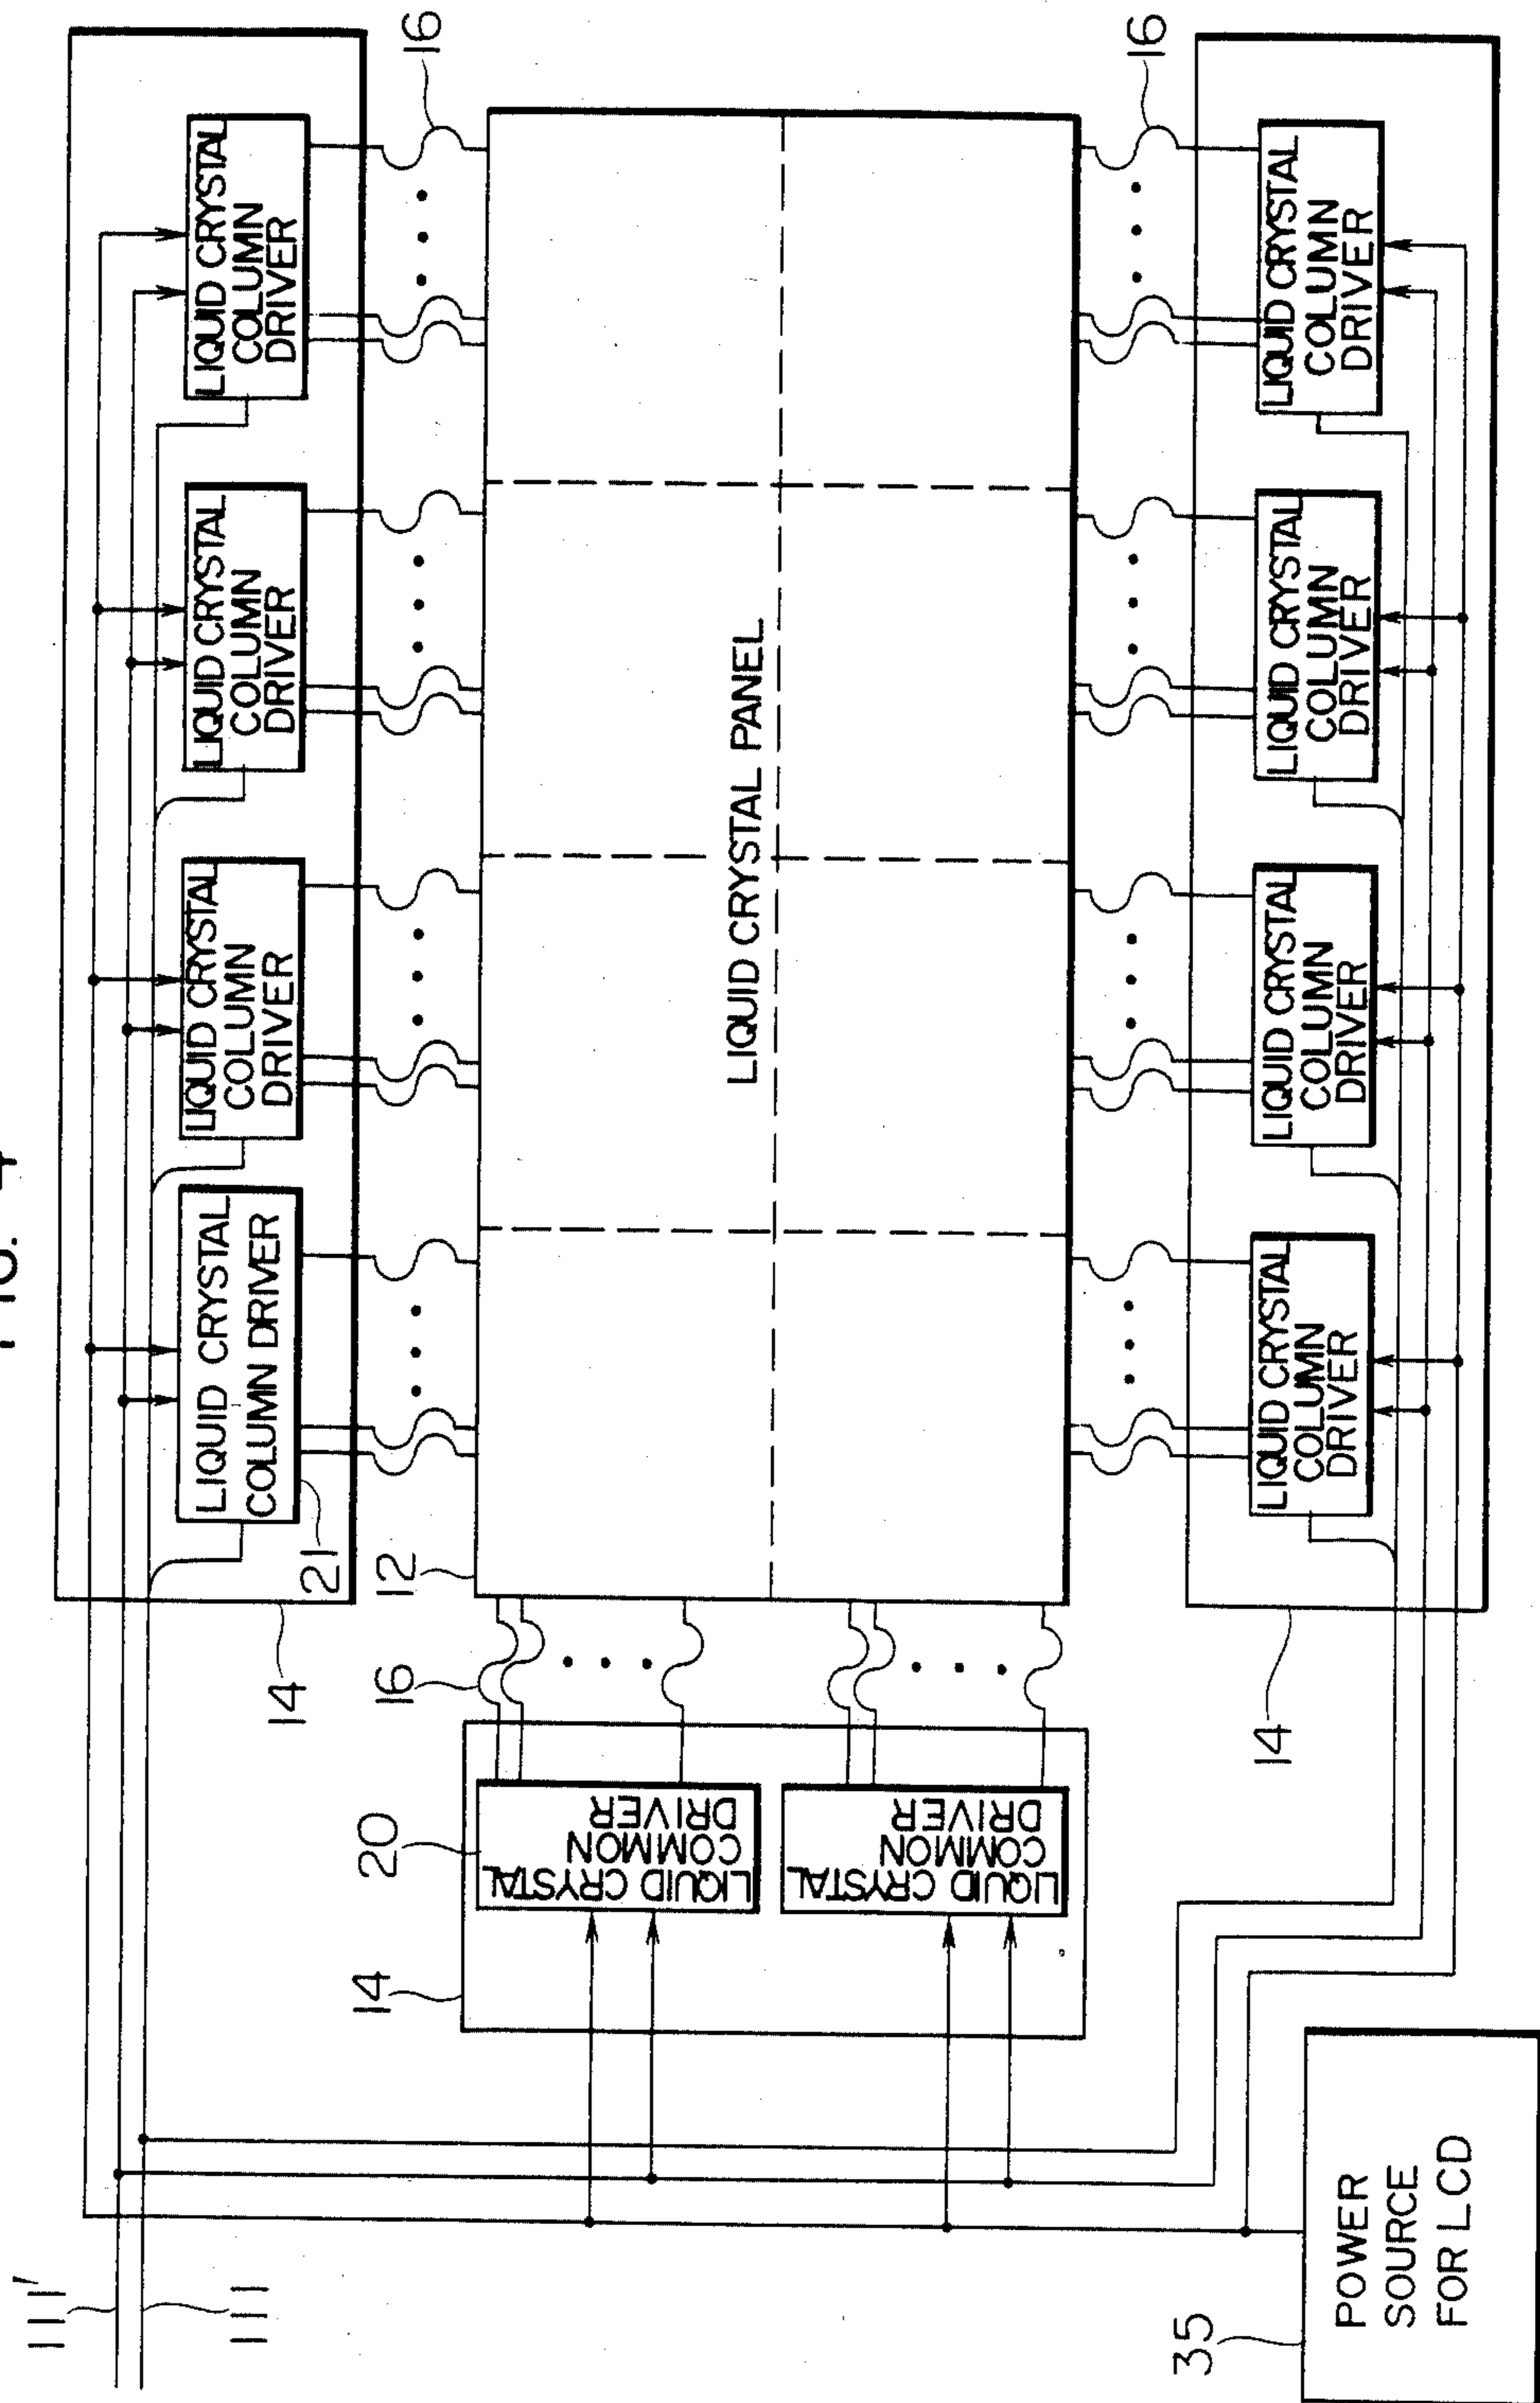 FIG. 4
16
16
LIQUID CRYSTAL
COLUMN
DRIVER
LIQUID CRYSTAL
COLUMN
DRIVER
LIQUID CRYSTAL
COLUMN
DRIVER
LIQUID CRYSTAL
COLUMN DRIVER
21
14
12
LIQUID CRYSTAL PANEL
16
20
LIQUID CRYSTAL
COMMON
DRIVER
LIQUID CRYSTAL
COMMON
DRIVER
14
LIQUID CRYSTAL
COLUMN
DRIVER
LIQUID CRYSTAL
COLUMN
DRIVER
LIQUID CRYSTAL
COLUMN
DRIVER
LIQUID CRYSTAL
COLUMN
DRIVER
14
111'
111
35
POWER
SOURCE
FOR LCD